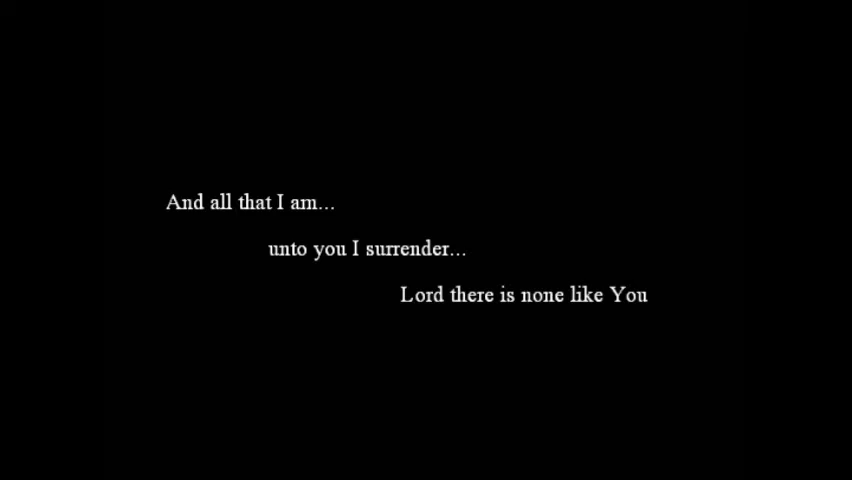 And all that I am...
unto you I surrender...
Lord there is none like You